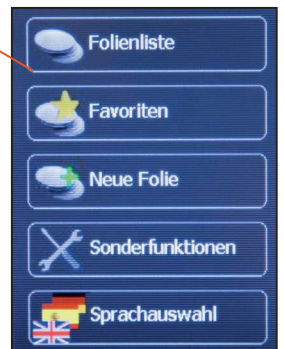 Folienliste
Favoriten
Neue Folie
Sonderfunktionen
Sprachauswahl